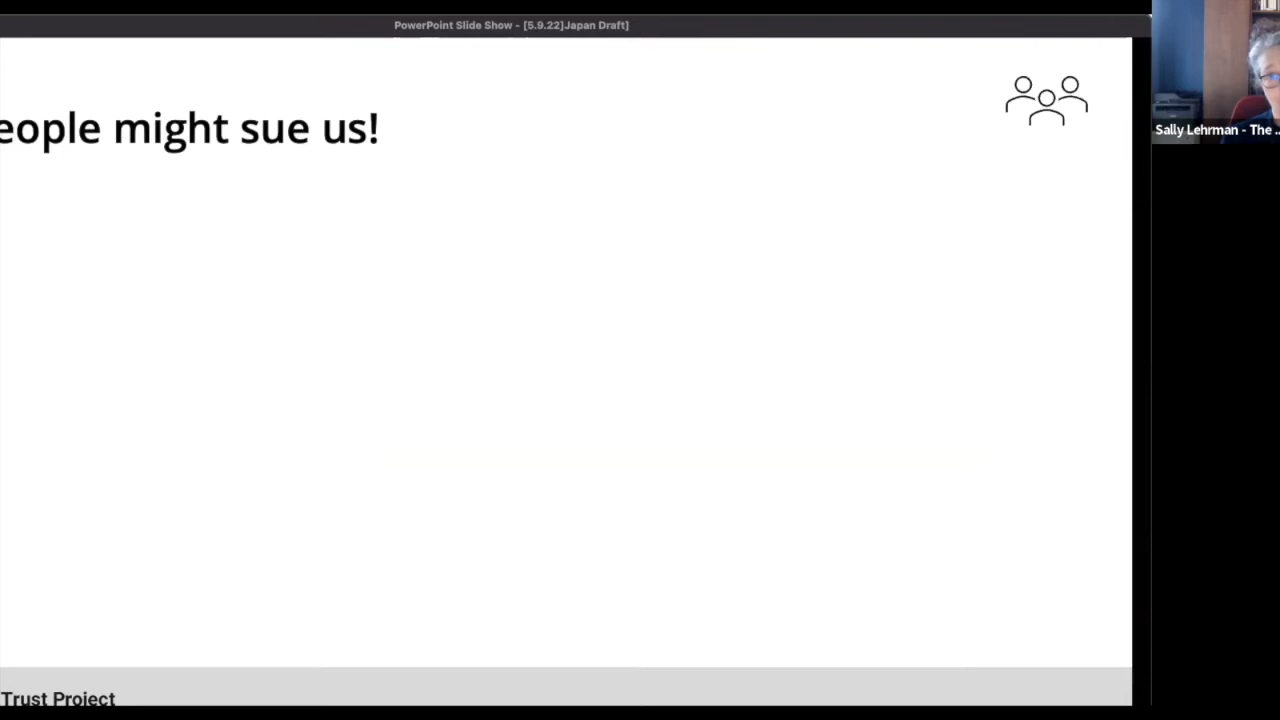 PowerPoint Slide Show - [5.9.22]Japan Draft]
eople might sue us!
Sally Lehrman - The ...
Trust Project